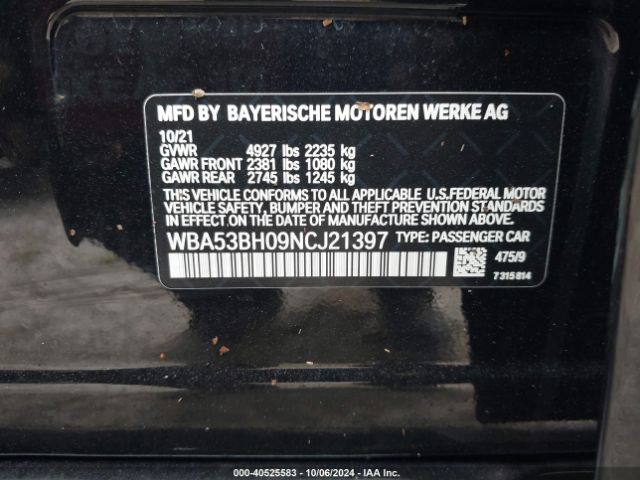 MFD BY BAYERISCHE MOTOREN WERKE AG
10/21
GVWR 4927 lbs 2235 kg
GAWR FRONT 2381 lbs 1080 kg
GAWR REAR 2745 lbs 1245 kg
THIS VEHICLE CONFORMS TO ALL APPLICABLE U.S.FEDERAL MOTOR
VEHICLE SAFETY, BUMPER, AND THEFT PREVENTION STANDARDS
IN EFFECT ON THE DATE OF MANUFACTURE SHOWN ABOVE.
WBA53BH09NCJ21397 TYPE: PASSENGER CAR
475/9
7 315 814
000-40525583 - 10/06/2024 - IAA Inc.